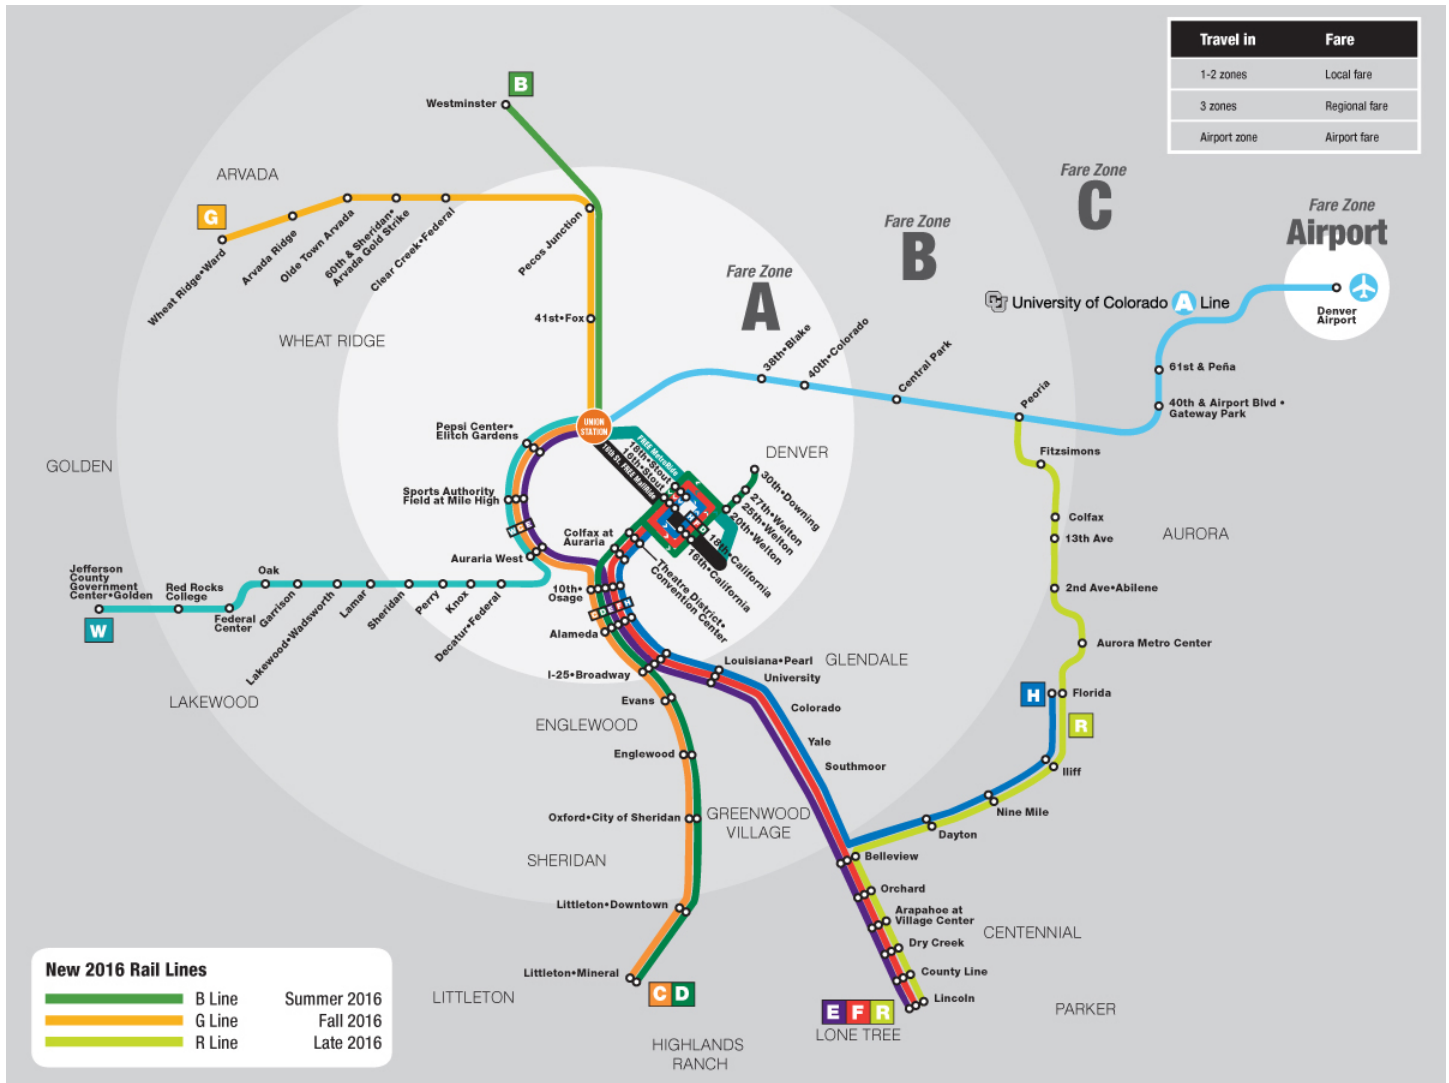 Travel in Fare
1-2 zones Local fare
3 zones Regional fare
Airport zone Airport fare
B
Westminster
ARVADA
G
Wheat Ridge•Ward
Arvada Ridge
Olde Town Arvada
60th & Sheridan•
Arvada Gold Strike
Clear Creek•Federal
Pecos Junction
41st•Fox
WHEAT RIDGE
Fare Zone
A
Fare Zone
B
Fare Zone
C
Fare Zone
Airport
University of Colorado A Line
Denver
Airport
61st & Peña
40th & Airport Blvd •
Gateway Park
38th•Blake
40th•Colorado
Central Park
Peoria
UNION
STATION
FREE MetroRide
16th St. FREE MallRide
18th•Stout
16th•Stout
DENVER
30th•Downing
27th•Welton
25th•Welton
20th•Welton
18th•California
16th•California
Theatre District•
Convention Center
Colfax at
Auraria
Pepsi Center•
Elitch Gardens
Sports Authority
Field at Mile High
Auraria West
GOLDEN
Jefferson
County
Government
Center•Golden
W
Red Rocks
College
Federal
Center
Oak
Garrison
Lakewood•Wadsworth
Lamar
Sheridan
Perry
Knox
Decatur•Federal
LAKEWOOD
10th•
Osage
Alameda
I-25•Broadway
Evans
ENGLEWOOD
Englewood
Oxford•City of Sheridan
SHERIDAN
Littleton•Downtown
Littleton•Mineral
C D
LITTLETON
HIGHLANDS
RANCH
Louisiana•Pearl
University
GLENDALE
Colorado
Yale
Southmoor
GREENWOOD
VILLAGE
Fitzsimons
Colfax
13th Ave
AURORA
2nd Ave•Abilene
Aurora Metro Center
H
Florida
R
Iliff
Nine Mile
Dayton
Belleview
Orchard
Arapahoe at
Village Center
CENTENNIAL
Dry Creek
County Line
Lincoln
E F R
LONE TREE
PARKER
New 2016 Rail Lines
B Line Summer 2016
G Line Fall 2016
R Line Late 2016